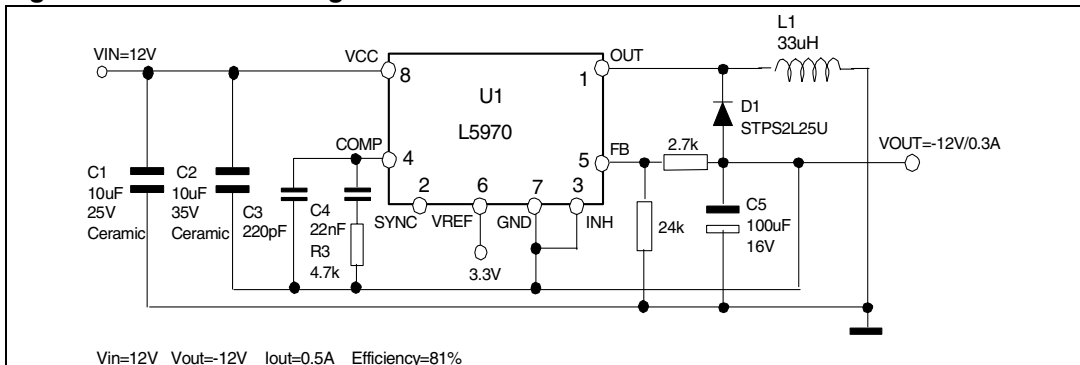 L1
33uH
VIN=12V
VCC
8
OUT
1
U1
L5970
D1
STPS2L25U
COMP
4
FB
5
2.7k
VOUT=-12V/0.3A
C1
10uF
25V
Ceramic
C2
10uF
35V
Ceramic
C3
220pF
C4
22nF
R3
4.7k
2
SYNC
6
VREF
7
GND
3
INH
3.3V
24k
C5
100uF
16V
Vin=12V Vout=-12V Iout=0.5A Efficiency=81%